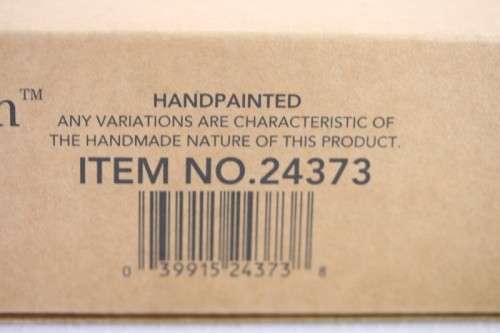 n™
HANDPAINTED
ANY VARIATIONS ARE CHARACTERISTIC OF
THE HANDMADE NATURE OF THIS PRODUCT.
ITEM NO.24373
0 39915 24373 8